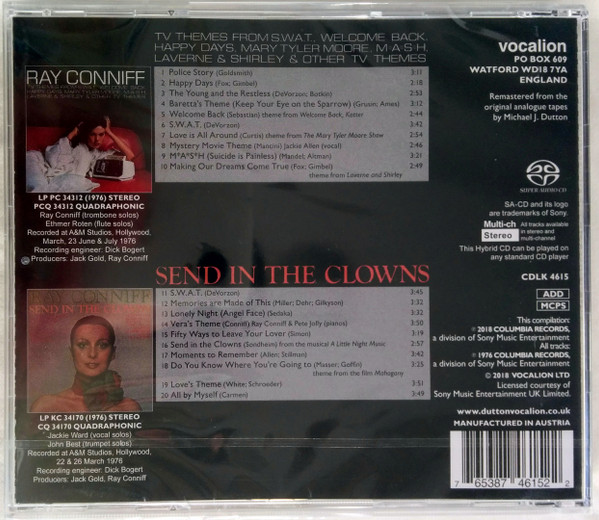 TV THEMES FROM S.W.A.T., WELCOME BACK,
HAPPY DAYS, MARY TYLER MOORE, M·A·S·H,
LAVERNE & SHIRLEY & OTHER TV THEMES
RAY CONNIFF
1 Police Story (Goldsmith) 3:11
2 Happy Days (Fox; Gimbel) 3:18
3 The Young and the Restless (DeVorzon; Botkin) 2:53
4 Baretta's Theme (Keep Your Eye on the Sparrow) (Grusin; Ames) 3:12
5 Welcome Back (Sebastian) theme from Welcome Back, Kotter 2:44
6 S.W.A.T. (DeVorzon) 3:42
7 Love is All Around (Curtis) theme from The Mary Tyler Moore Show 2:54
8 Mystery Movie Theme (Mancini) Jackie Allen (vocal) 2:46
9 M*A*S*H (Suicide is Painless) (Mandel; Altman) 3:21
10 Making Our Dreams Come True (Fox; Gimbel) 2:49
theme from Laverne and Shirley
LP PC 34312 (1976) STEREO
PCQ 34312 QUADRAPHONIC
Ray Conniff (trombone solos)
Ethmer Roten (flute solos)
Recorded at A&M Studios, Hollywood,
March, 23 June & July 1976
Recording engineer: Dick Bogert
Producers: Jack Gold, Ray Conniff
SEND IN THE CLOWNS
RAY CONNIFF
SEND IN THE CLOWNS
11 S.W.A.T. (DeVorzon) 3:45
12 Memories are Made of This (Miller; Dehr; Gilkyson) 3:32
13 Lonely Night (Angel Face) (Sedaka) 3:32
14 Vera's Theme (Conniff) Ray Conniff & Pete Jolly (pianos) 3:50
15 Fifty Ways to Leave Your Lover (Simon) 3:19
16 Send in the Clowns (Sondheim) from the musical A Little Night Music 2:57
17 Moments to Remember (Allen; Stillman) 3:42
18 Do You Know Where You're Going to (Masser; Goffin) 3:25
theme from the film Mahogany
19 Love's Theme (White; Schroeder) 3:51
20 All by Myself (Carmen) 3:49
LP KC 34170 (1976) STEREO
CQ 34170 QUADRAPHONIC
Jackie Ward (vocal solos)
John Best (trumpet solos)
Recorded at A&M Studios, Hollywood,
22 & 26 March 1976
Recording engineer: Dick Bogert
Producers: Jack Gold, Ray Conniff
vocalion
PO BOX 609
WATFORD WD18 7YA
ENGLAND
Remastered from the
original analogue tapes
by Michael J. Dutton
SUPER AUDIO CD
SA-CD and its logo
are trademarks of Sony.
Multi-ch
Stereo
All tracks available
in stereo and
multi-channel
This Hybrid CD can be played on
any standard CD player
CDLK 4615
ADD
MCPS
This compilation:
℗ 2018 COLUMBIA RECORDS,
a division of Sony Music Entertainment
All tracks:
℗ 1976 COLUMBIA RECORDS,
a division of Sony Music Entertainment
© 2018 VOCALION LTD
Licensed courtesy of
Sony Music Entertainment UK Limited.
www.duttonvocalion.co.uk
MANUFACTURED IN AUSTRIA
7 65387 46152 2